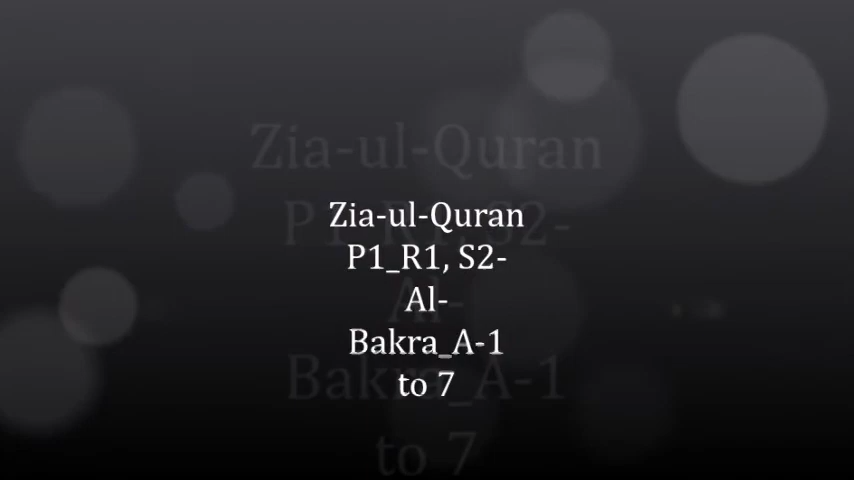 Zia-ul-Quran
P1_R1, S2-
Al-
Bakra_A-1
to 7